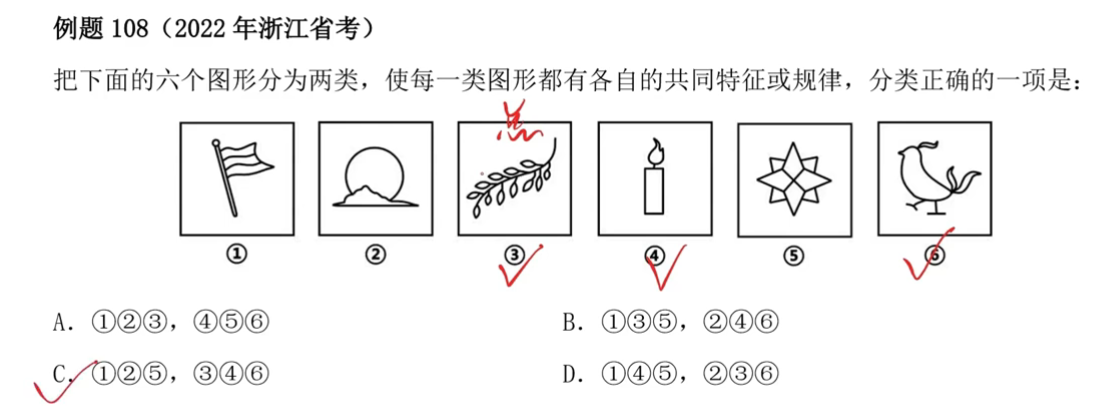 例题 108（2022 年浙江省考）
把下面的六个图形分为两类，使每一类图形都有各自的共同特征或规律，分类正确的一项是：
点
① ② ③ ④ ⑤ ⑥
A. ①②③，④⑤⑥ B. ①③⑤，②④⑥
C. ①②⑤，③④⑥ D. ①④⑤，②③⑥